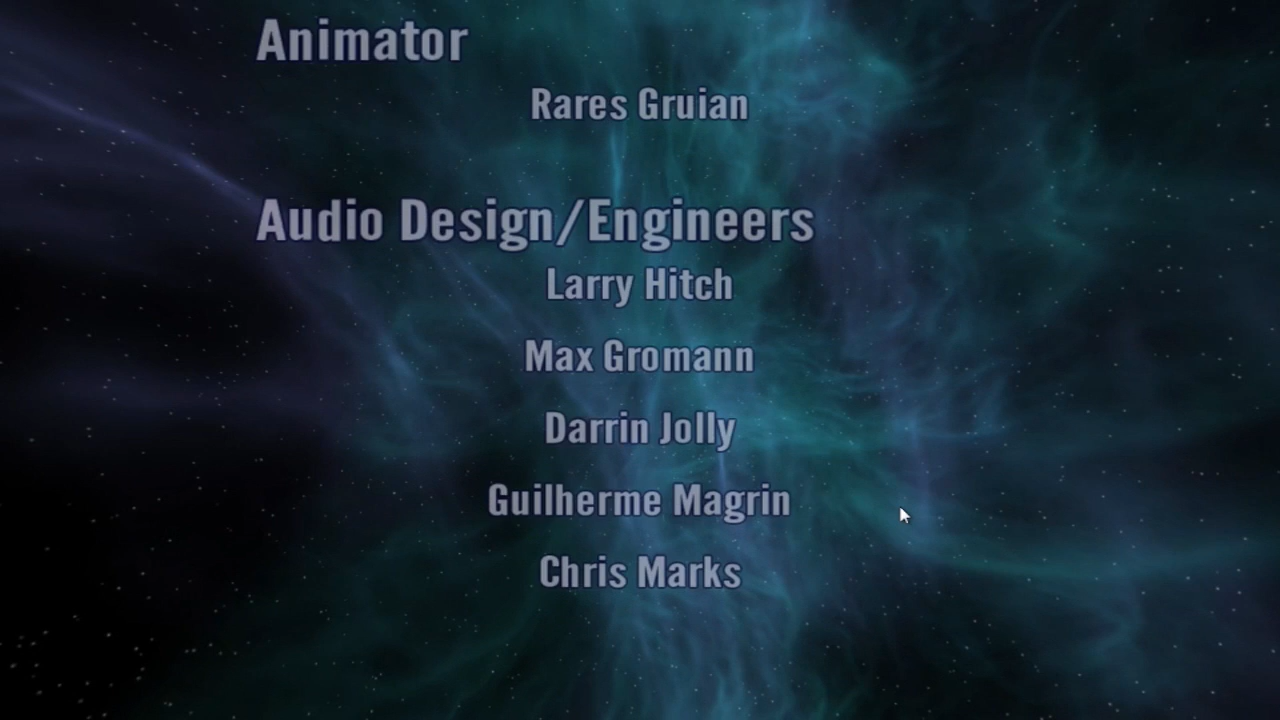 Animator
Rares Gruian
Audio Design/Engineers
Larry Hitch
Max Gromann
Darrin Jolly
Guilherme Magrin
Chris Marks